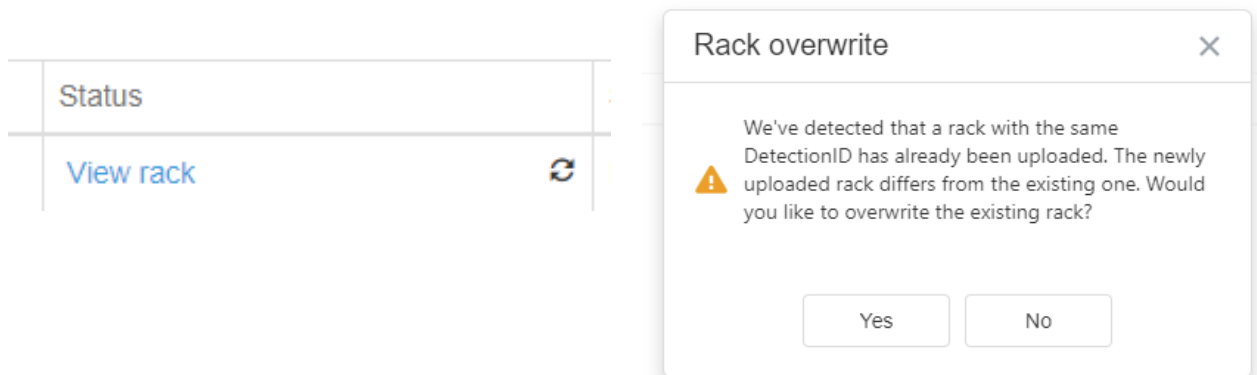 Status
View rack
Rack overwrite
We've detected that a rack with the same
DetectionID has already been uploaded. The newly
uploaded rack differs from the existing one. Would
you like to overwrite the existing rack?
Yes
No